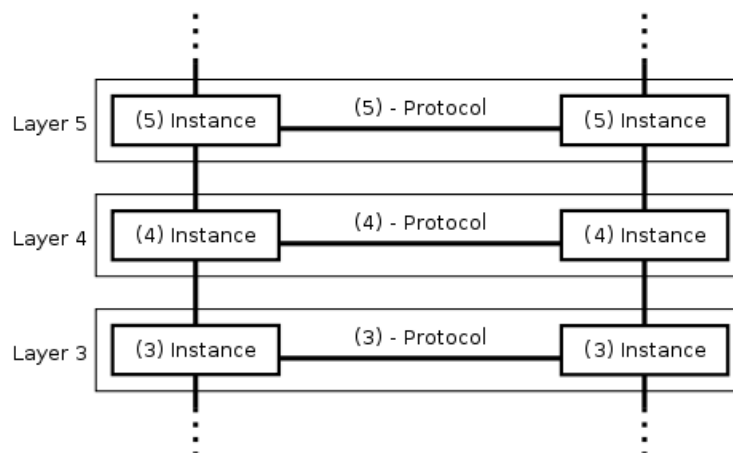 Layer 5
(5) Instance
(5) - Protocol
(5) Instance
Layer 4
(4) Instance
(4) - Protocol
(4) Instance
Layer 3
(3) Instance
(3) - Protocol
(3) Instance